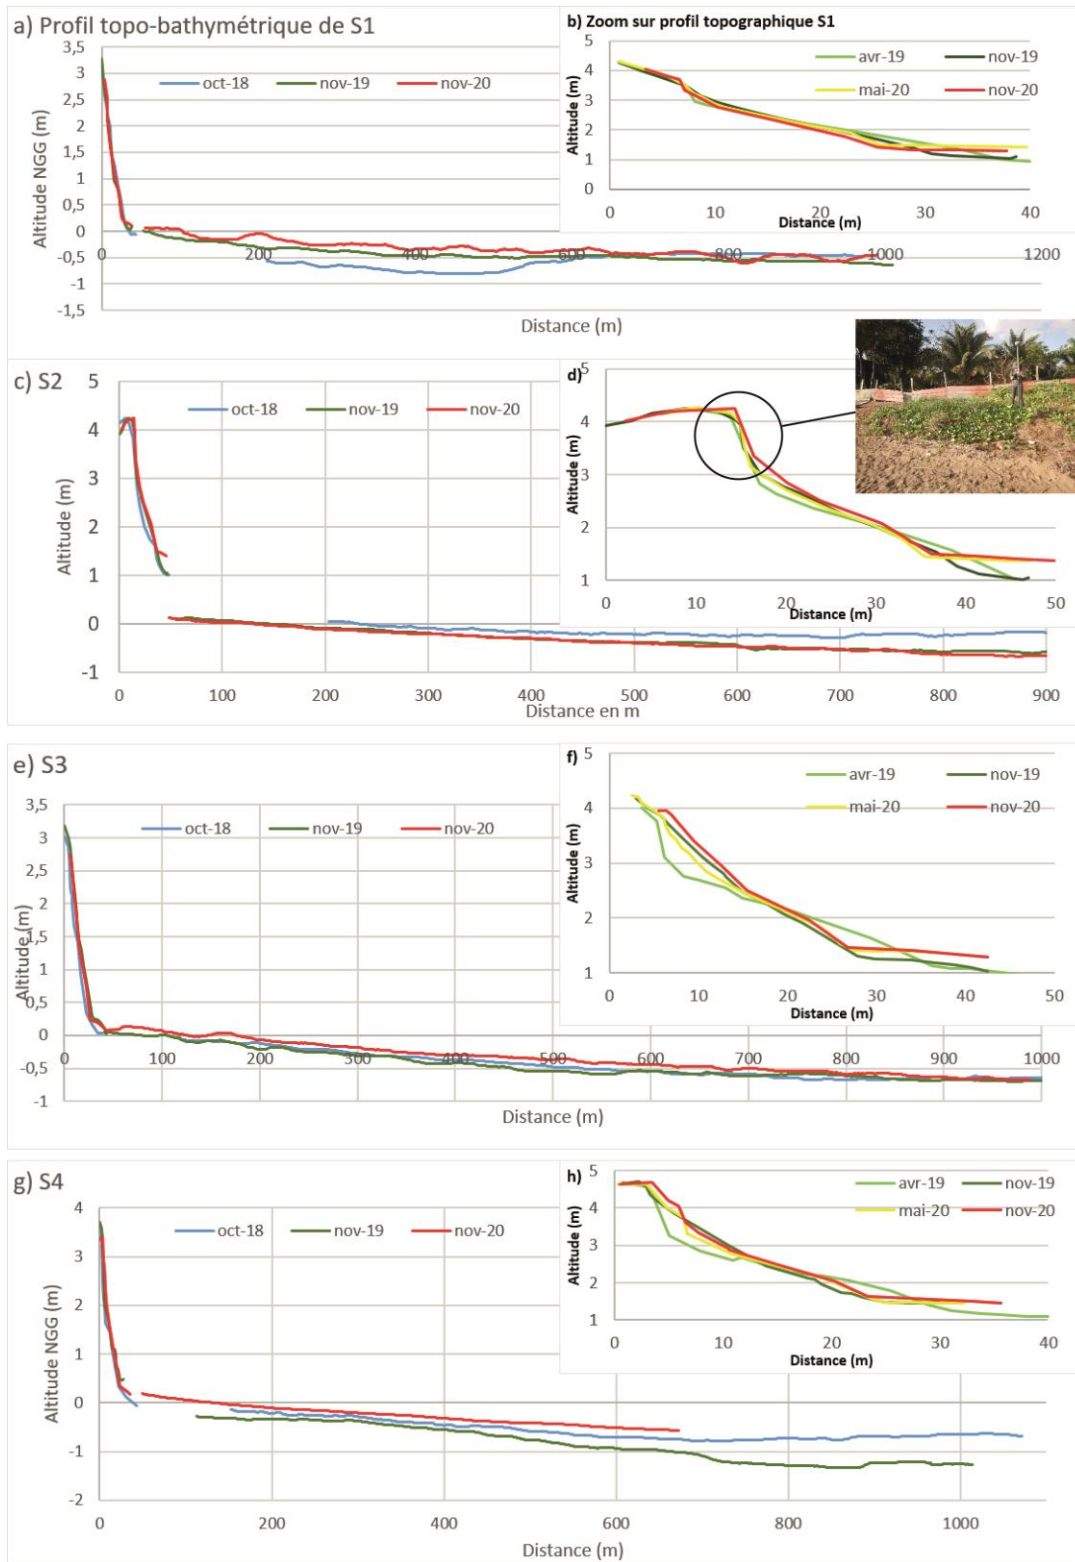 a) Profil topo-bathymétrique de S1
3,5
3
2,5
2
1,5
1
0,5
0
-0,5
-1
-1,5
Altitude NGG (m)
oct-18 nov-19 nov-20
0 200 400 600 800 1000 1200
Distance (m)
b) Zoom sur profil topographique S1
5
4
3
2
1
0
Altitude (m)
avr-19 nov-19
mai-20 nov-20
0 10 20 30 40
Distance (m)
c) S2
5
4
3
2
1
0
-1
Altitude (m)
oct-18 nov-19 nov-20
0 100 200 300 400 500 600 700 800 900
Distance en m
d)
5
4
3
2
1
Altitude (m)
0 10 20 30 40 50
Distance (m)
e) S3
3,5
3
2,5
2
1,5
1
0,5
0
-0,5
-1
Altitude (m)
oct-18 nov-19 nov-20
0 100 200 300 400 500 600 700 800 900 1000
Distance (m)
f)
5
4
3
2
1
Altitude (m)
avr-19 nov-19
mai-20 nov-20
0 10 20 30 40 50
Distance (m)
g) S4
4
3
2
1
0
-1
-2
Altitude NGG (m)
oct-18 nov-19 nov-20
0 200 400 600 800 1000
Distance (m)
h)
5
4
3
2
1
Altitude (m)
avr-19 nov-19
mai-20 nov-20
0 10 20 30 40
Distance (m)